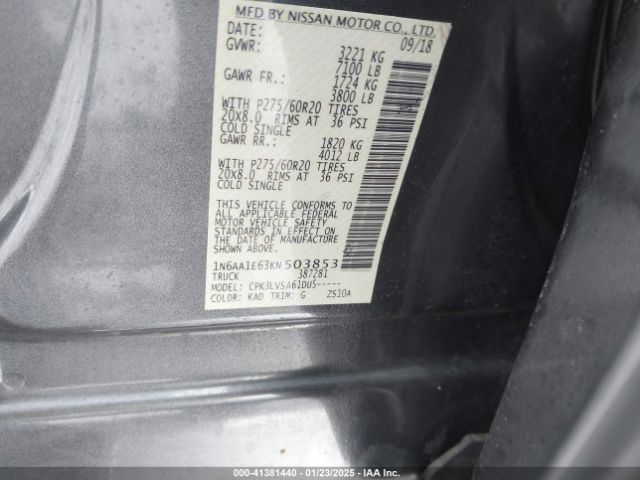 MFD BY NISSAN MOTOR CO., LTD.
DATE: 09/18
GVWR: 3221 KG
7100 LB
GAWR FR.: 1724 KG
3800 LB
WITH P275/60R20 TIRES
20X8.0 RIMS AT 36 PSI
COLD SINGLE
GAWR RR.: 1820 KG
4012 LB
WITH P275/60R20 TIRES
20X8.0 RIMS AT 36 PSI
COLD SINGLE
THIS VEHICLE CONFORMS TO
ALL APPLICABLE FEDERAL
MOTOR VEHICLE SAFETY
STANDARDS IN EFFECT ON
THE DATE OF MANUFACTURE
SHOWN ABOVE.
1N6AA1E63KN503853
TRUCK 387281
MODEL: CPK3LVSA61DU5-----
COLOR: KAD TRIM: G 2S10A
000-41381440 - 01/23/2025 - IAA Inc.